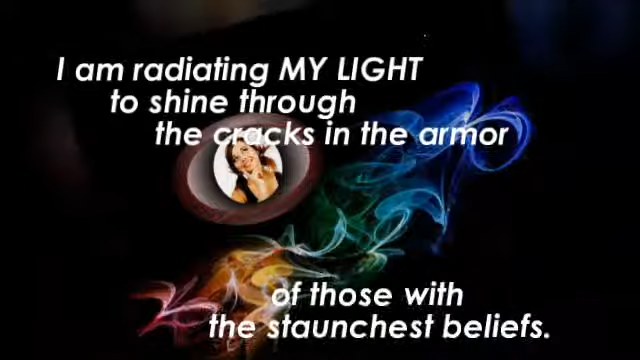 I am radiating MY LIGHT
to shine through
the cracks in the armor
of those with
the staunchest beliefs.